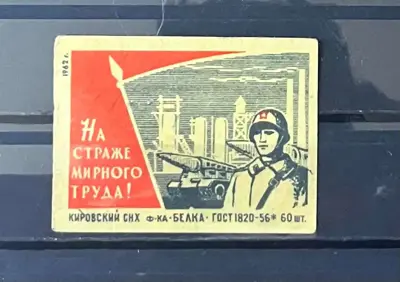 1962 г.
НА
СТРАЖЕ
МИРНОГО
ТРУДА!
КИРОВСКИЙ СНХ Ф-КА-БЕЛКА· ГОСТ 1820-56* 60 ШТ.